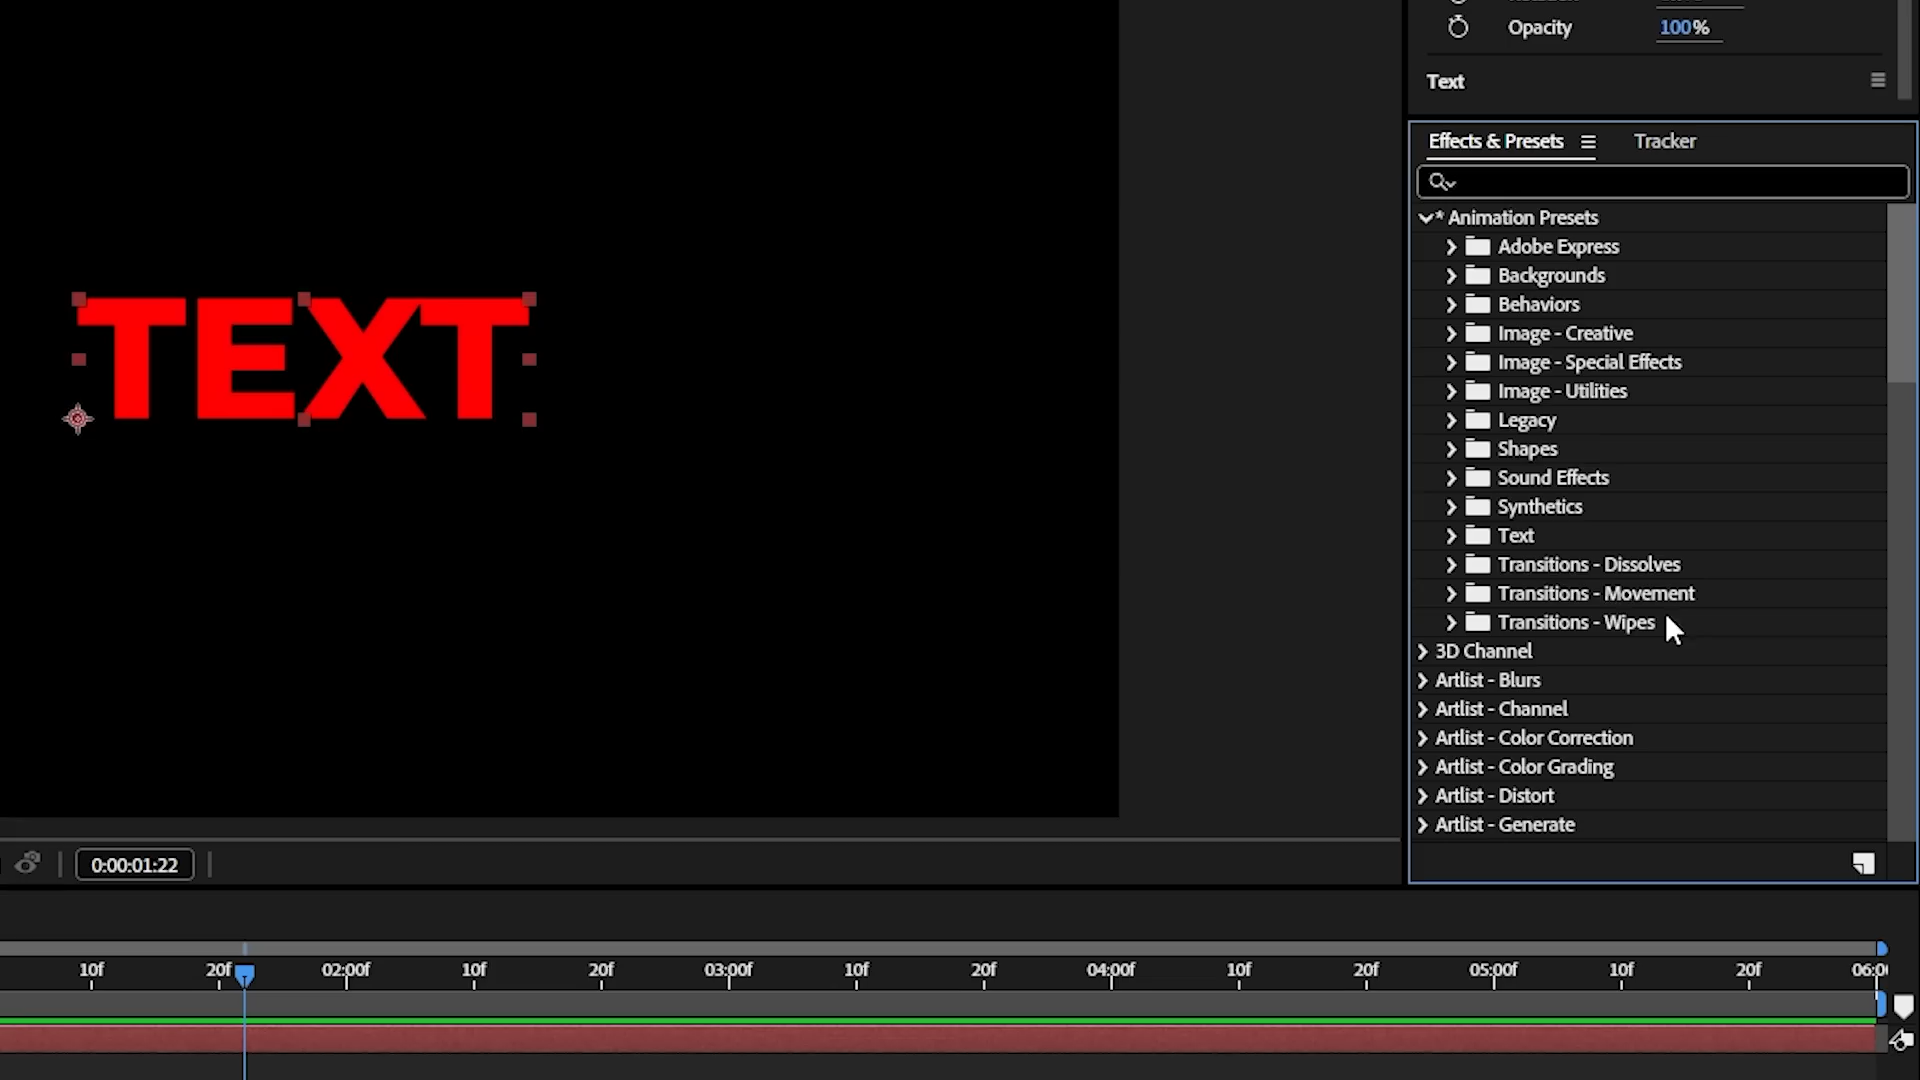 Opacity 100%
Text
Effects & Presets Tracker
* Animation Presets
Adobe Express
Backgrounds
Behaviors
Image - Creative
Image - Special Effects
Image - Utilities
Legacy
Shapes
Sound Effects
Synthetics
Text
Transitions - Dissolves
Transitions - Movement
Transitions - Wipes
3D Channel
Artlist - Blurs
Artlist - Channel
Artlist - Color Correction
Artlist - Color Grading
Artlist - Distort
Artlist - Generate
TEXT
0:00:01:22
10f 20f 02:00f 10f 20f 03:00f 10f 20f 04:00f 10f 20f 05:00f 10f 20f